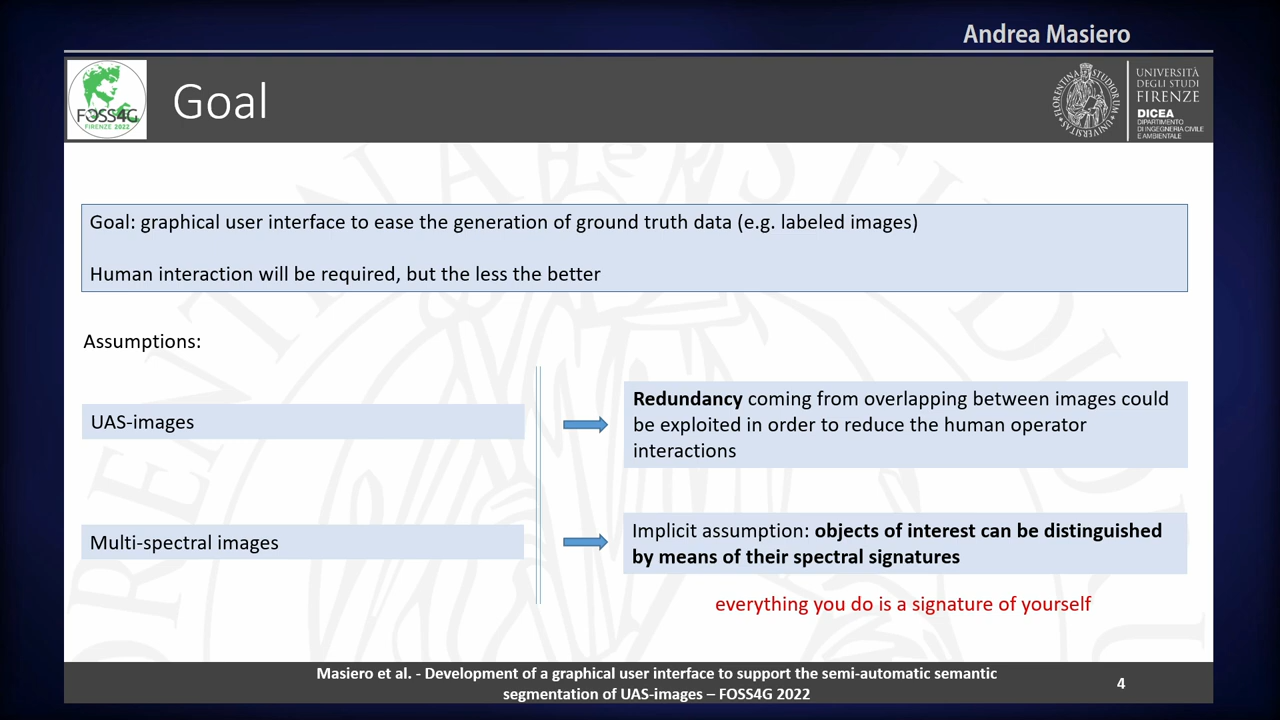 Andrea Masiero
FOSS4G
FIRENZE 2022
Goal
UNIVERSITÀ
DEGLI STUDI
FIRENZE
DICEA
DIPARTIMENTO
DI INGEGNERIA CIVILE
E AMBIENTALE
Goal: graphical user interface to ease the generation of ground truth data (e.g. labeled images)
Human interaction will be required, but the less the better
Assumptions:
UAS-images
Redundancy coming from overlapping between images could
be exploited in order to reduce the human operator
interactions
Multi-spectral images
Implicit assumption: objects of interest can be distinguished
by means of their spectral signatures
everything you do is a signature of yourself
Masiero et al. - Development of a graphical user interface to support the semi-automatic semantic
segmentation of UAS-images – FOSS4G 2022
4